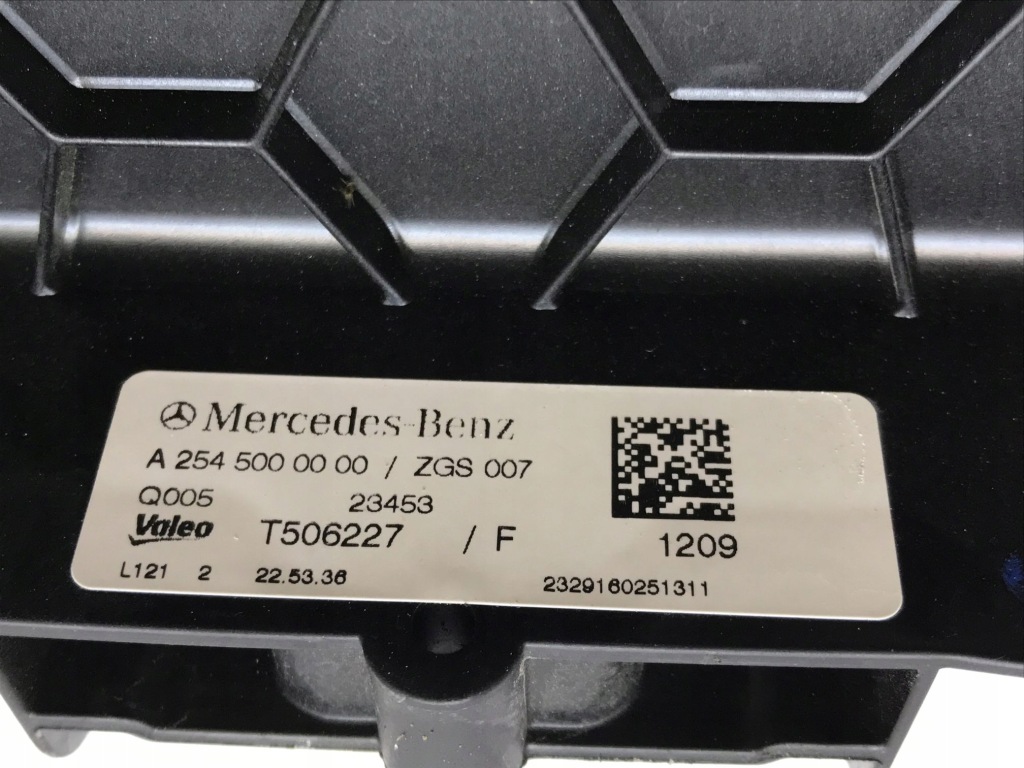 Mercedes-Benz
A 254 500 00 00 / ZGS 007
Q005 23453
Valeo T506227 / F 1209
L121 2 22.53.36 2329160251311